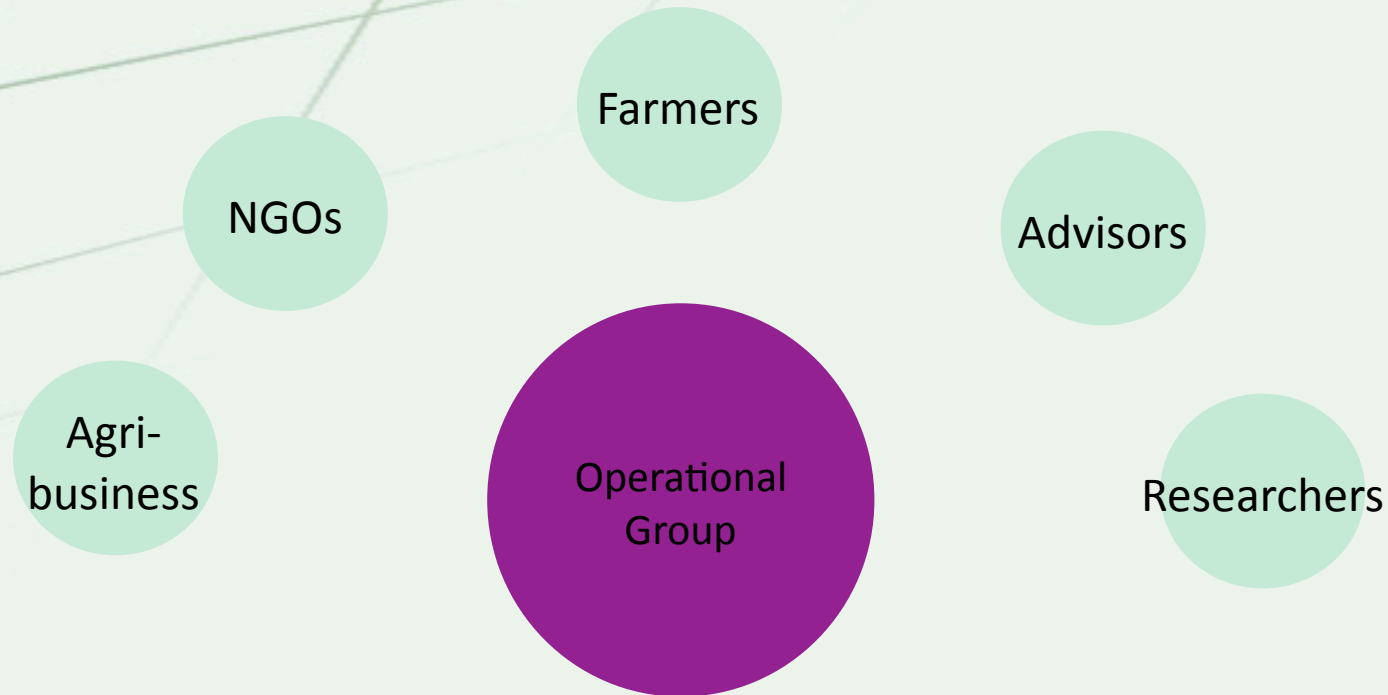 Farmers
NGOs
Advisors
Agri-
business
Operational
Group
Researchers